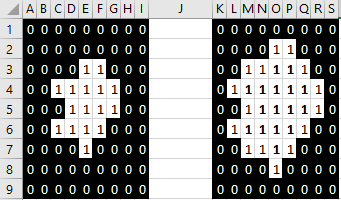 A B C D E F G H I J K L M N O P Q R S
1 0 0 0 0 0 0 0 0 0 0 0 0 0 0 0 0 0 0
2 0 0 0 0 0 0 0 0 0 0 0 0 0 1 1 0 0 0
3 0 0 0 0 1 1 0 0 0 0 0 1 1 1 1 1 0 0
4 0 0 1 1 1 1 1 0 0 0 1 1 1 1 1 1 1 0
5 0 0 0 1 1 1 1 0 0 0 0 1 1 1 1 1 1 0
6 0 0 1 1 1 1 0 0 0 0 1 1 1 1 1 1 0 0
7 0 0 0 0 1 0 0 0 0 0 0 1 1 1 1 0 0 0
8 0 0 0 0 0 0 0 0 0 0 0 0 0 1 0 0 0 0
9 0 0 0 0 0 0 0 0 0 0 0 0 0 0 0 0 0 0